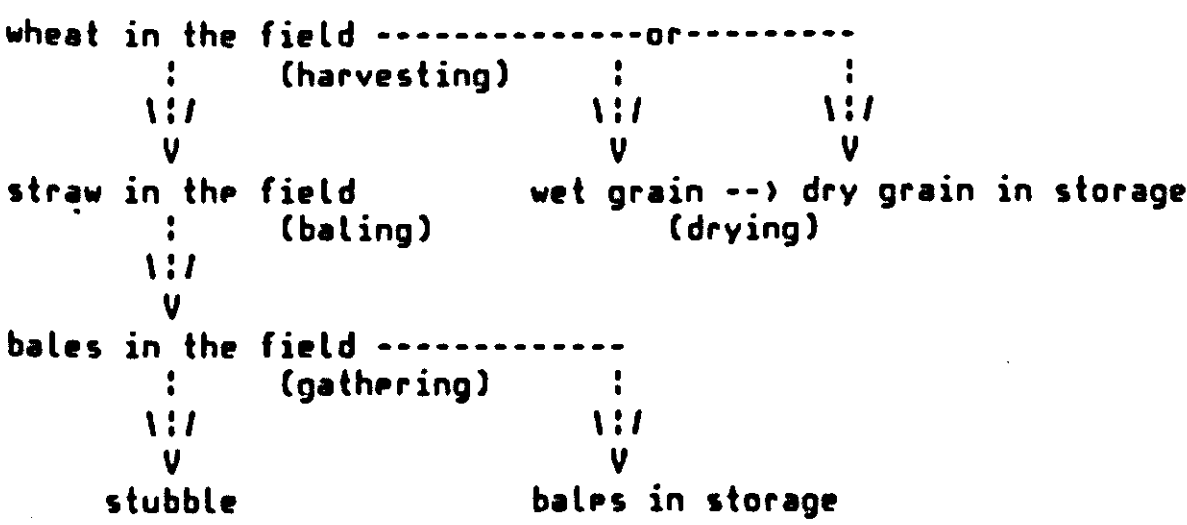 wheat in the field --------------or---------
: (harvesting) : :
\:/ \:/ \:/
V V V
straw in the field wet grain --> dry grain in storage
: (baling) (drying)
\:/
V
bales in the field -------------
: (gathering) :
\:/ \:/
V V
stubble bales in storage